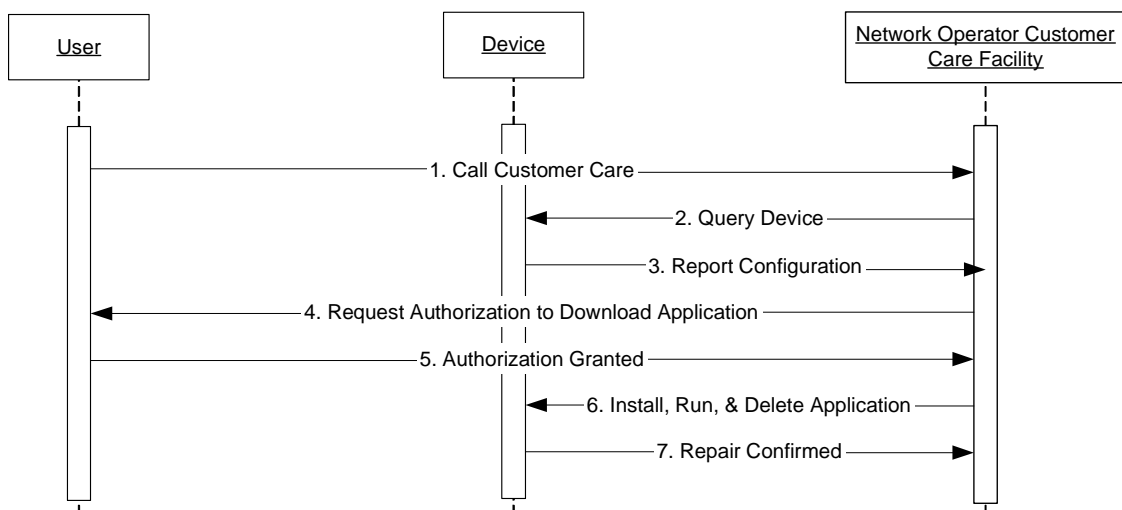 User
Device
Network Operator Customer
Care Facility
1. Call Customer Care
2. Query Device
3. Report Configuration
4. Request Authorization to Download Application
5. Authorization Granted
6. Install, Run, & Delete Application
7. Repair Confirmed